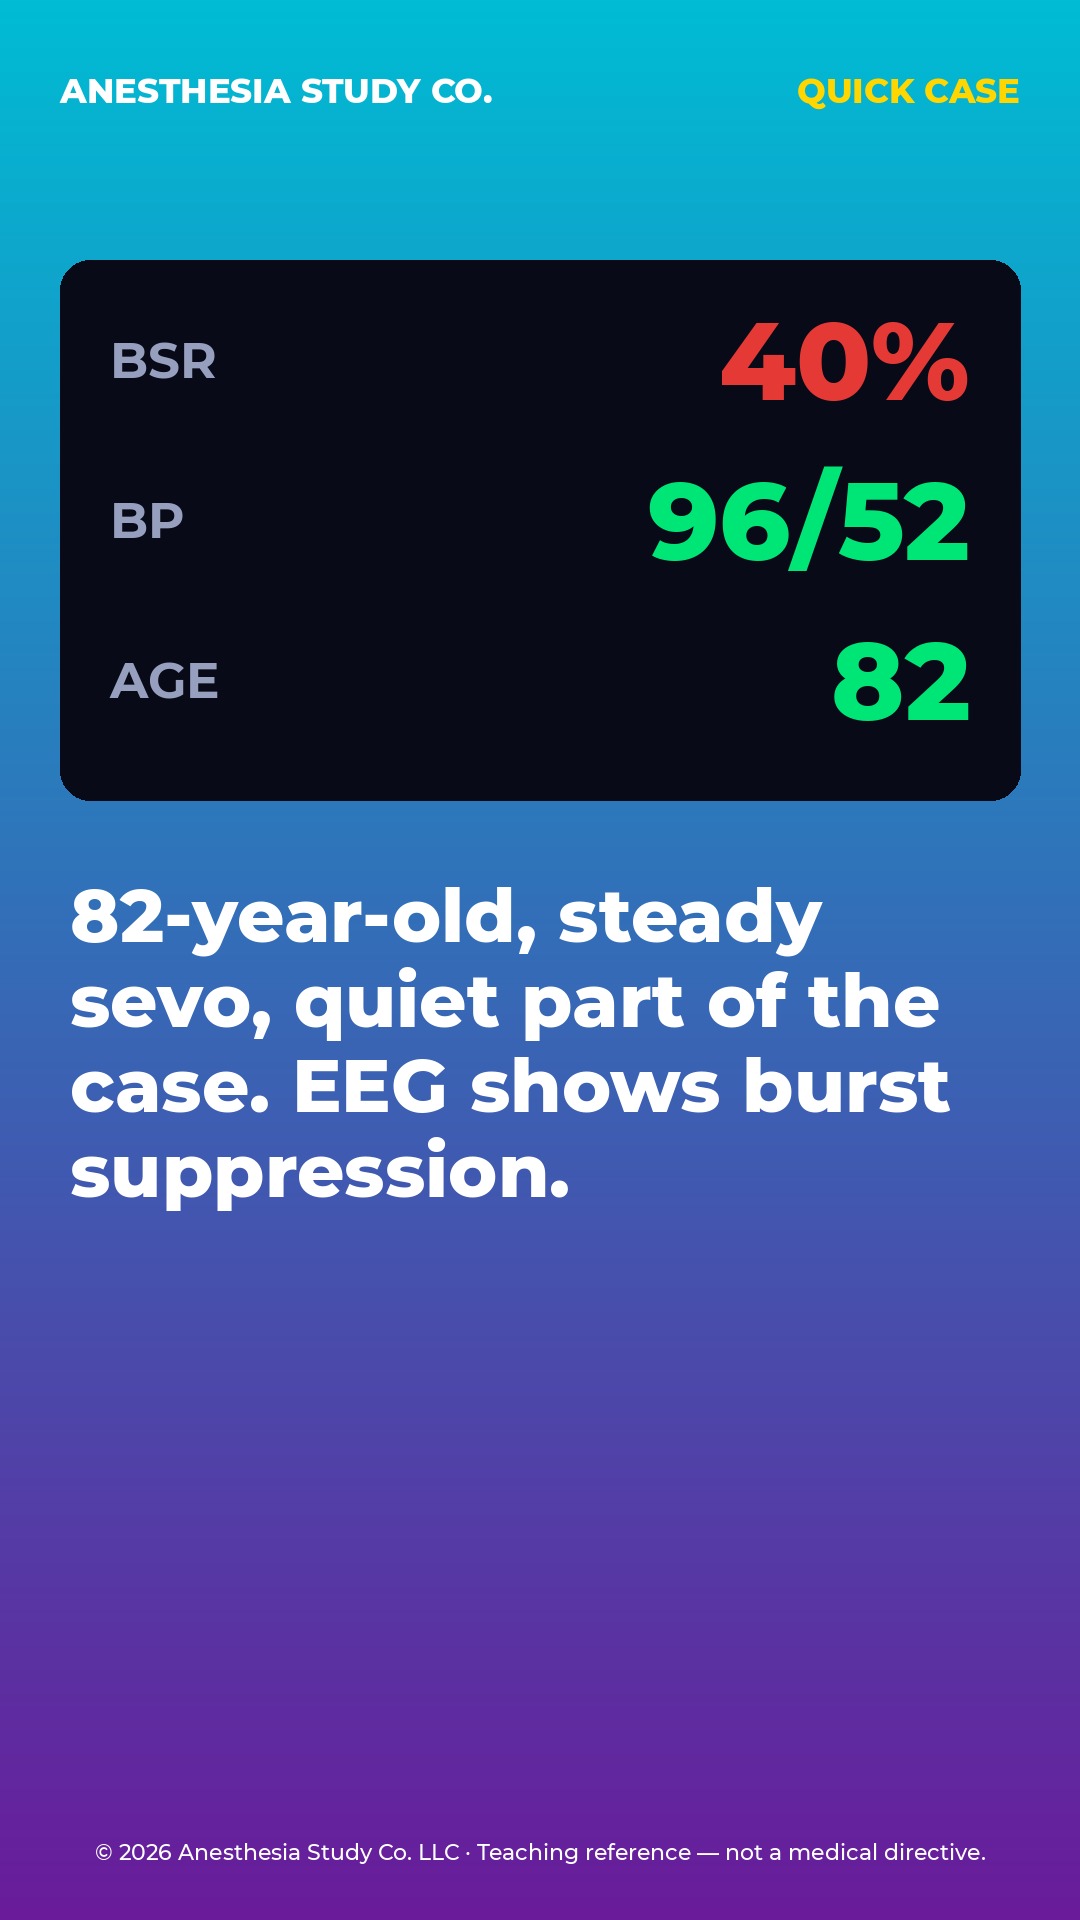 ANESTHESIA STUDY CO.
QUICK CASE
BSR 40%
BP 96/52
AGE 82
82-year-old, steady
sevo, quiet part of the
case. EEG shows burst
suppression.
© 2026 Anesthesia Study Co. LLC · Teaching reference — not a medical directive.